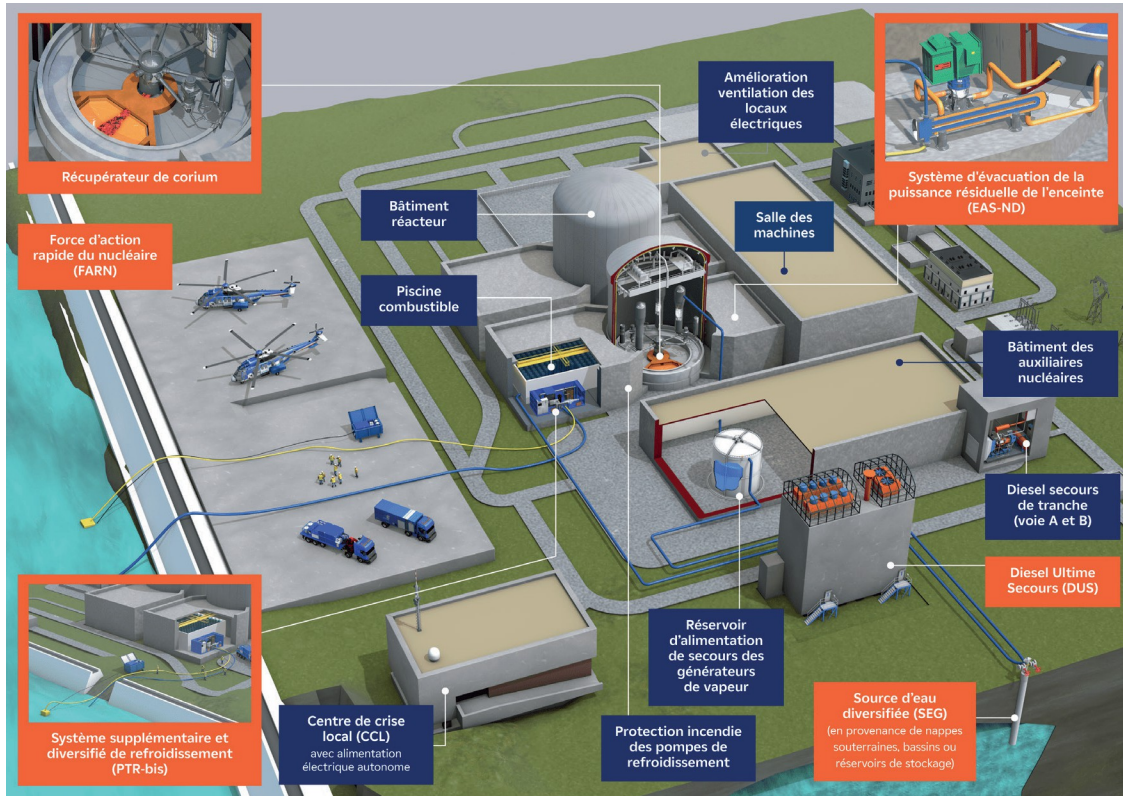 Récupérateur de corium
Amélioration
ventilation des
locaux
électriques
Système d'évacuation de la
puissance résiduelle de l'enceinte
(EAS-ND)
Bâtiment
réacteur
Salle des
machines
Force d'action
rapide du nucléaire
(FARN)
Piscine
combustible
Bâtiment des
auxiliaires
nucléaires
Diesel secours
de tranche
(voie A et B)
Diesel Ultime
Secours (DUS)
Réservoir
d'alimentation
de secours des
générateurs
de vapeur
Source d'eau
diversifiée (SEG)
(en provenance de nappes
souterraines, bassins ou
réservoirs de stockage)
Système supplémentaire et
diversifié de refroidissement
(PTR-bis)
Centre de crise
local (CCL)
avec alimentation
électrique autonome
Protection incendie
des pompes de
refroidissement